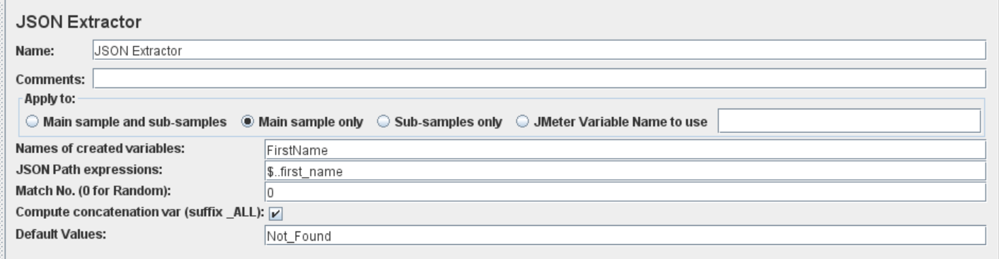 JSON Extractor
Name: JSON Extractor
Comments:
Apply to:
Main sample and sub-samples Main sample only Sub-samples only JMeter Variable Name to use
Names of created variables: FirstName
JSON Path expressions: $..first_name
Match No. (0 for Random): 0
Compute concatenation var (suffix _ALL):
Default Values: Not_Found